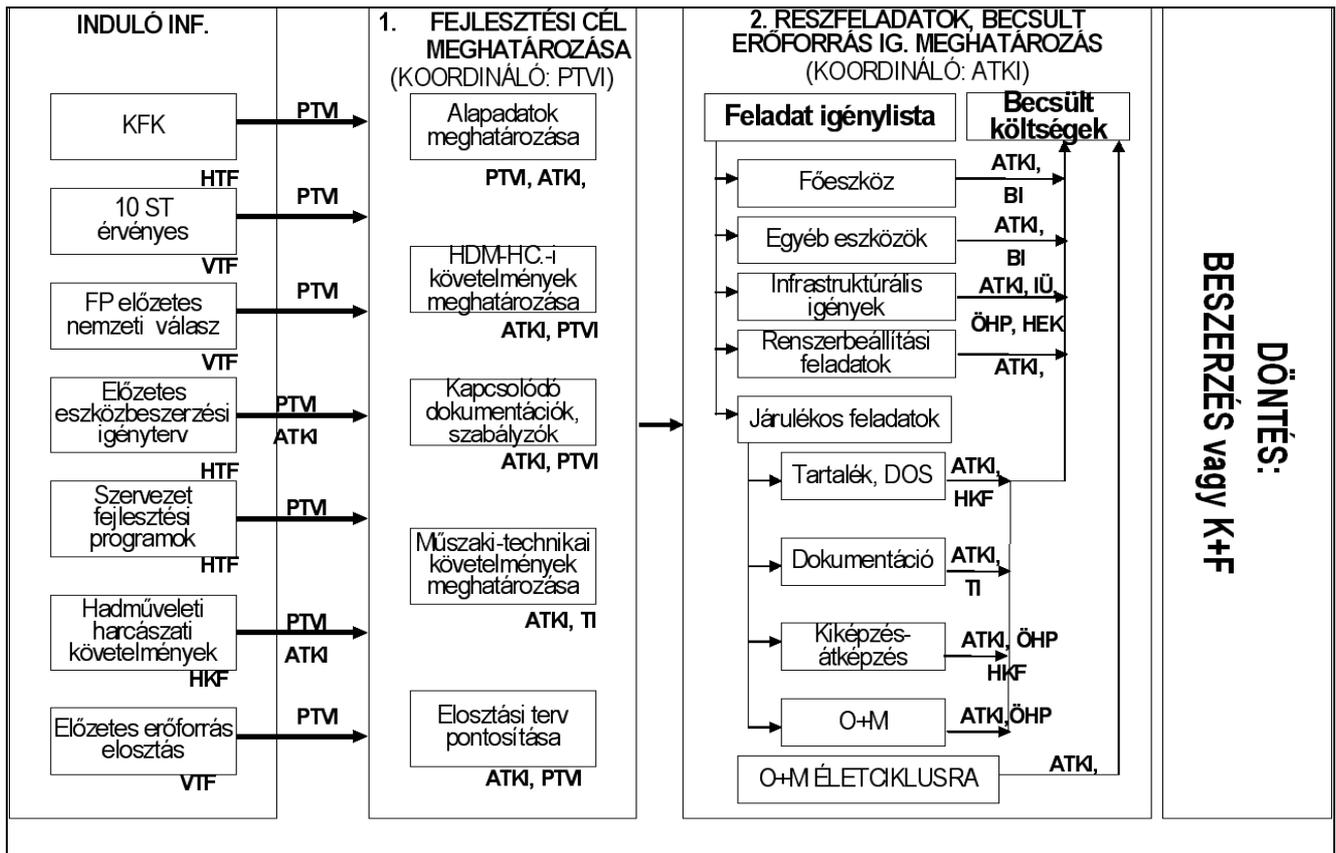 INDULÓ INF.
KFK
PTVI
HTF
10 ST
érvényes
PTVI
VTF
FP előzetes
nemzeti válasz
PTVI
VTF
Előzetes
eszközbeszerzési
igényterv
PTVI
ATKI
HTF
Szervezet
fejlesztési
programok
PTVI
HTF
Hadműveleti
harcászati
követelmények
PTVI
ATKI
HKF
Előzetes erőforrás
elosztás
PTVI
VTF
1. FEJLESZTÉSI CÉL
MEGHATÁROZÁSA
(KOORDINÁLÓ: PTVI)
Alapadatok
meghatározása
PTVI, ATKI,
HDM-HC.-i
követelmények
meghatározása
ATKI, PTVI
Kapcsolódó
dokumentációk,
szabályzók
ATKI, PTVI
Műszaki-technikai
követelmények
meghatározása
ATKI, TI
Elosztási terv
pontosítása
ATKI, PTVI
2. RESZFELADATOK, BECSULT
ERŐFORRÁS IG. MEGHATÁROZÁS
(KOORDINÁLÓ: ATKI)
Feladat igénylista
Becsült
költségek
Főeszköz
ATKI,
BI
Egyéb eszközök
ATKI,
BI
Infrastruktúrális
igények
ATKI, IÜ,
ÖHP, HEK
Renszerbeállítási
feladatok
ATKI,
Járulékos feladatok
Tartalék, DOS
ATKI,
HKF
Dokumentáció
ATKI,
TI
Kiképzés-
átképzés
ATKI, ÖHP
HKF
O+M
ATKI,ÖHP
O+M ÉLETCIKLUSRA
ATKI,
DÖNTÉS:
BESZERZÉS vagy K+F